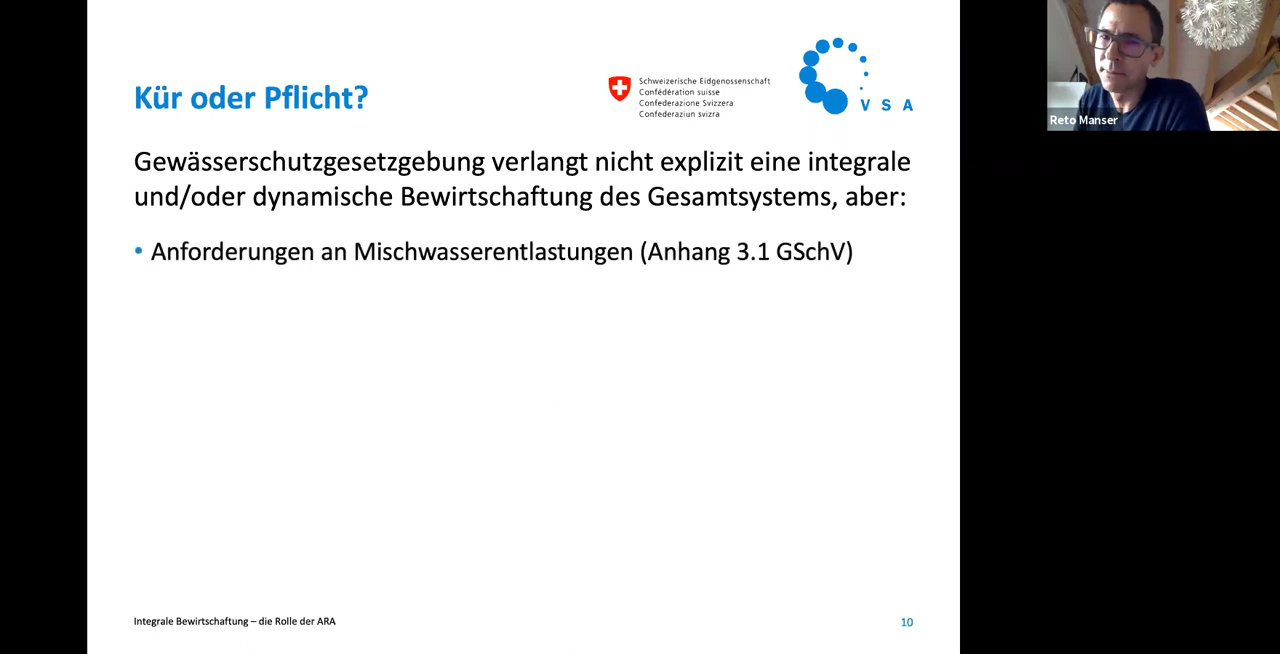 Kür oder Pflicht?
Schweizerische Eidgenossenschaft
Confédération suisse
Confederazione Svizzera
Confederaziun svizra
VSA
Reto Manser
Gewässerschutzgesetzgebung verlangt nicht explizit eine integrale
und/oder dynamische Bewirtschaftung des Gesamtsystems, aber:
• Anforderungen an Mischwasserentlastungen (Anhang 3.1 GSchV)
Integrale Bewirtschaftung – die Rolle der ARA
10